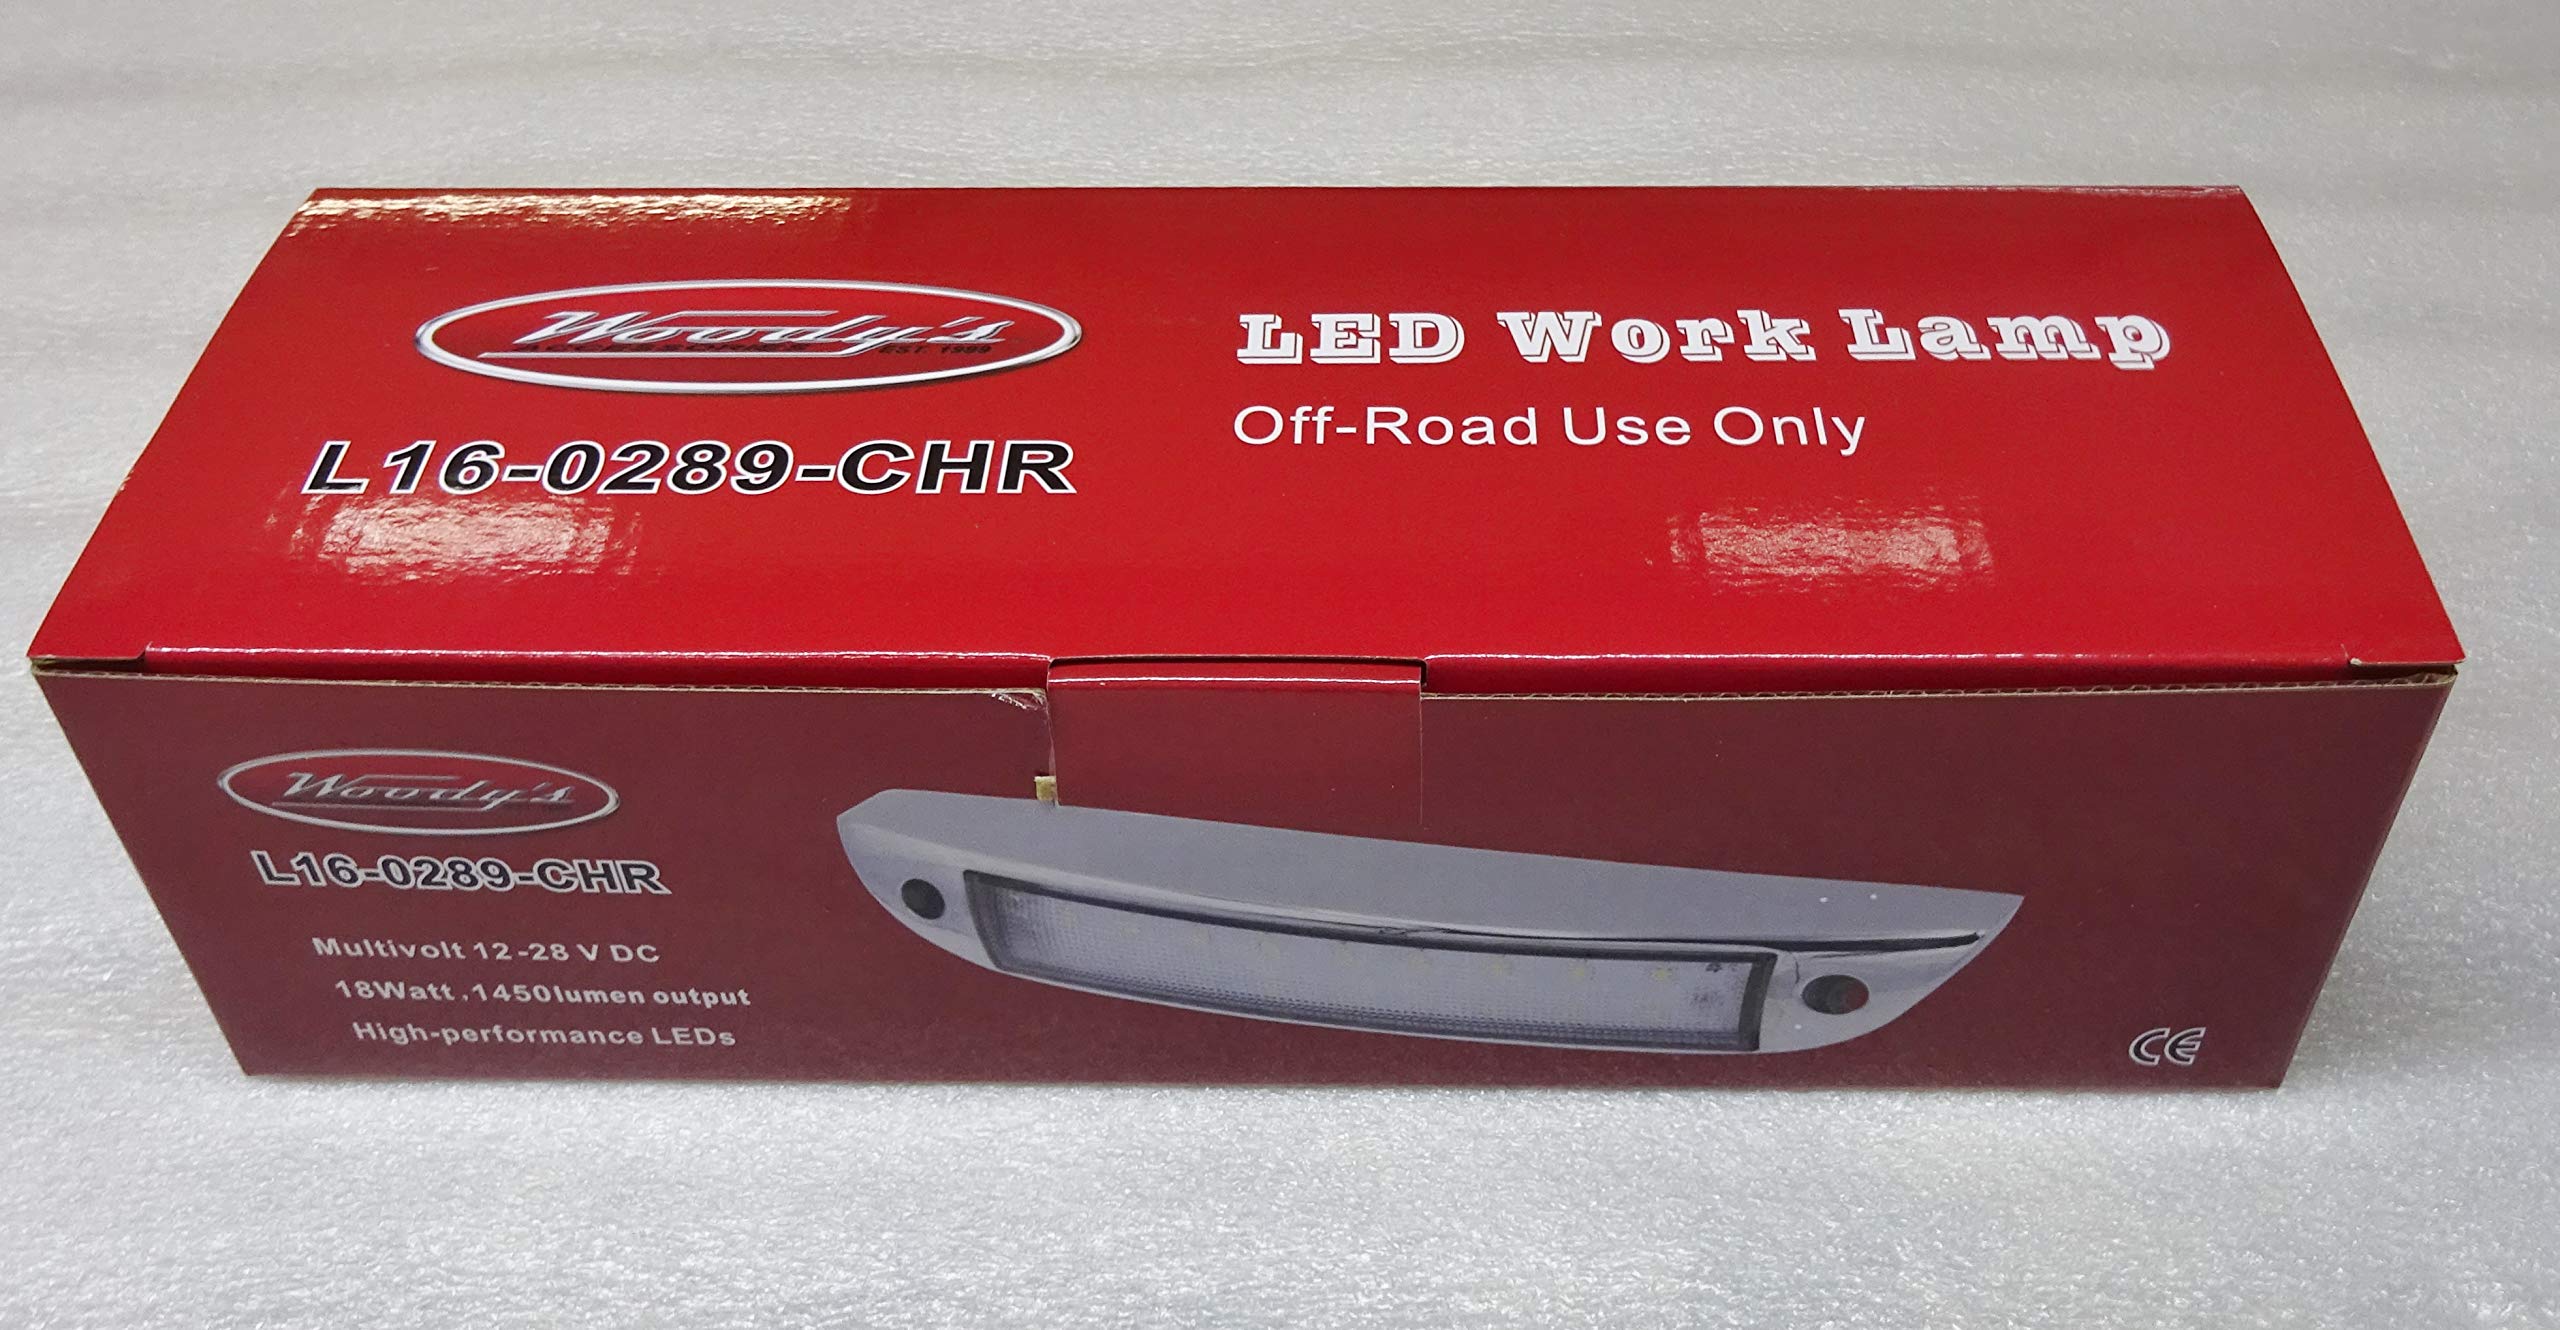 Woody's
ACCESSORIES EST. 1989
L16-0289-CHR
LED Work Lamp
Off-Road Use Only
Woody's
L16-0289-CHR
Multivolt 12-28 V DC
18Watt,1450lumen output
High-performance LEDs
CE